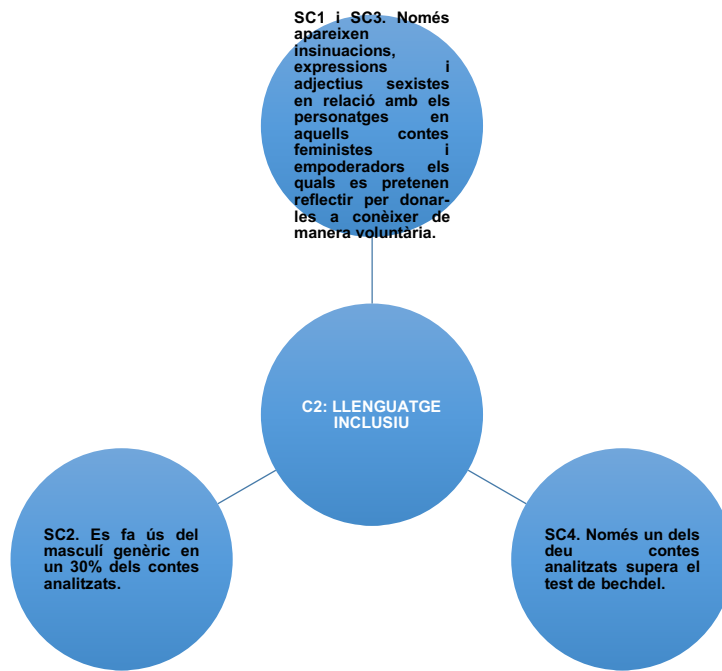 SC1 i SC3. Només
apareixen
insinuacions,
expressions i
adjectius sexistes
en relació amb els
personatges en
aquells contes
feministes i
empoderadors els
quals es pretenen
reflectir per donar-
les a conèixer de
manera voluntària.
C2: LLENGUATGE
INCLUSIU
SC2. Es fa ús del
masculí genèric en
un 30% dels contes
analitzats.
SC4. Només un dels
deu contes
analitzats supera el
test de bechdel.